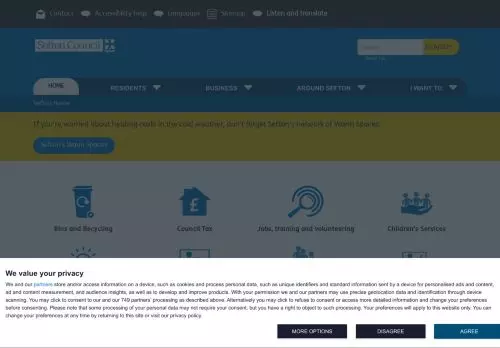 Contact Accessibility help Languages Sitemap Listen and translate
Sefton Council
SEARCH
HOME RESIDENTS BUSINESS AROUND SEFTON I WANT TO
Sefton Home
If you're worried about heating costs in the cold weather, don't forget Sefton's network of Warm Spaces.
Sefton's Warm Spaces
Bins and Recycling Council Tax Jobs, training and volunteering Children's Services
We value your privacy
We and our partners store and/or access information on a device, such as cookies and process personal data, such as unique identifiers and standard information sent by a device for personalised ads and content,
ad and content measurement, and audience insights, as well as to develop and improve products. With your permission we and our partners may use precise geolocation data and identification through device
scanning. You may click to consent to our and our 749 partners' processing as described above. Alternatively you may click to refuse to consent or access more detailed information and change your preferences
before consenting. Please note that some processing of your personal data may not require your consent, but you have a right to object to such processing. Your preferences will apply to this website only. You can
change your preferences at any time by returning to this site or visit our privacy policy.
MORE OPTIONS DISAGREE AGREE